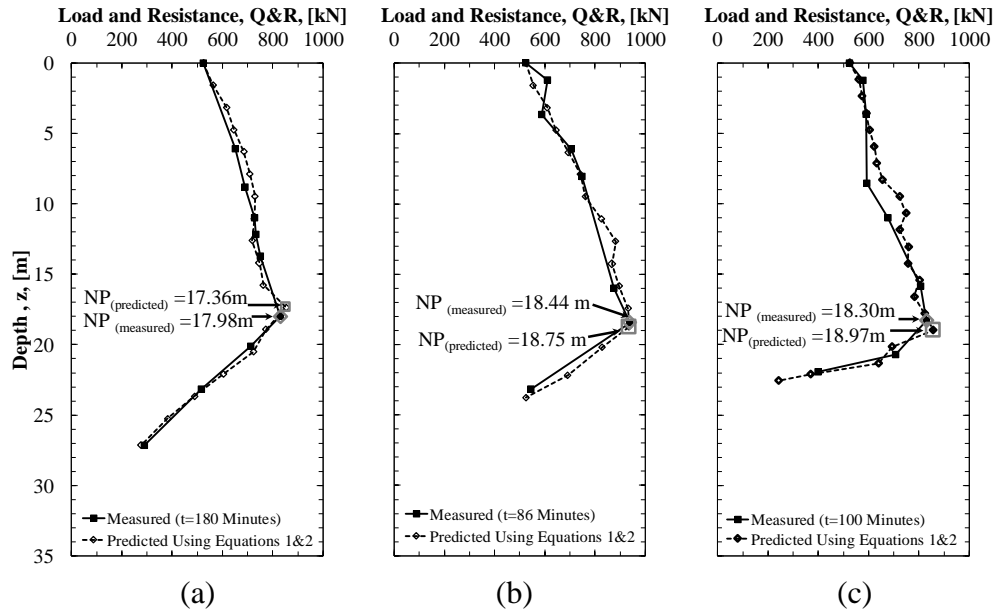 Load and Resistance, Q&R, [kN]
0 200 400 600 800 1000
Depth , z, [m]
0
5
10
15
20
25
30
35
NP(predicted) =17.36m
NP (measured) =17.98m
Measured (t=180 Minutes)
Predicted Using Equations 1&2
(a)
Load and Resistance, Q&R, [kN]
0 200 400 600 800 1000
NP (measured) =18.44 m
NP(predicted) =18.75 m
Measured (t=86 Minutes)
Predicted Using Equations 1&2
(b)
Load and Resistance, Q&R, [kN]
0 200 400 600 800 1000
NP (measured) =18.30 m
NP(predicted) =18.97m
Measured (t=100 Minutes)
Predicted Using Equations 1&2
(c)